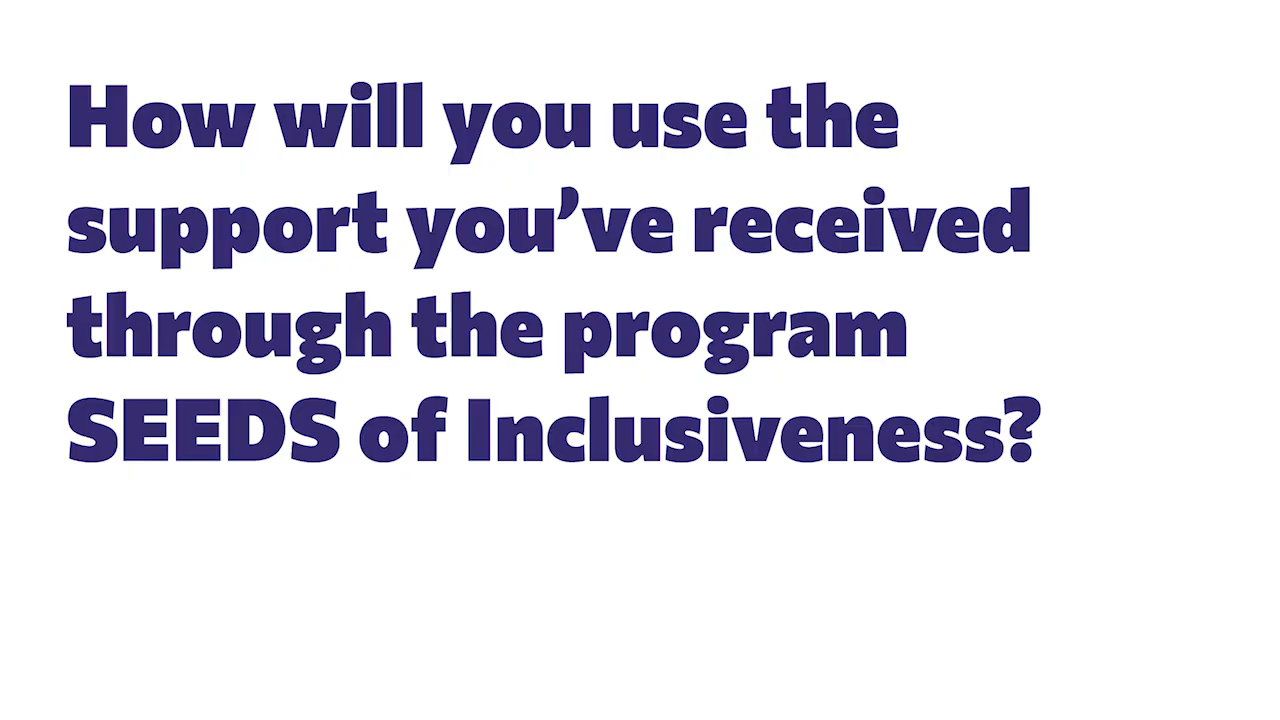 How will you use the
support you’ve received
through the program
SEEDS of Inclusiveness?